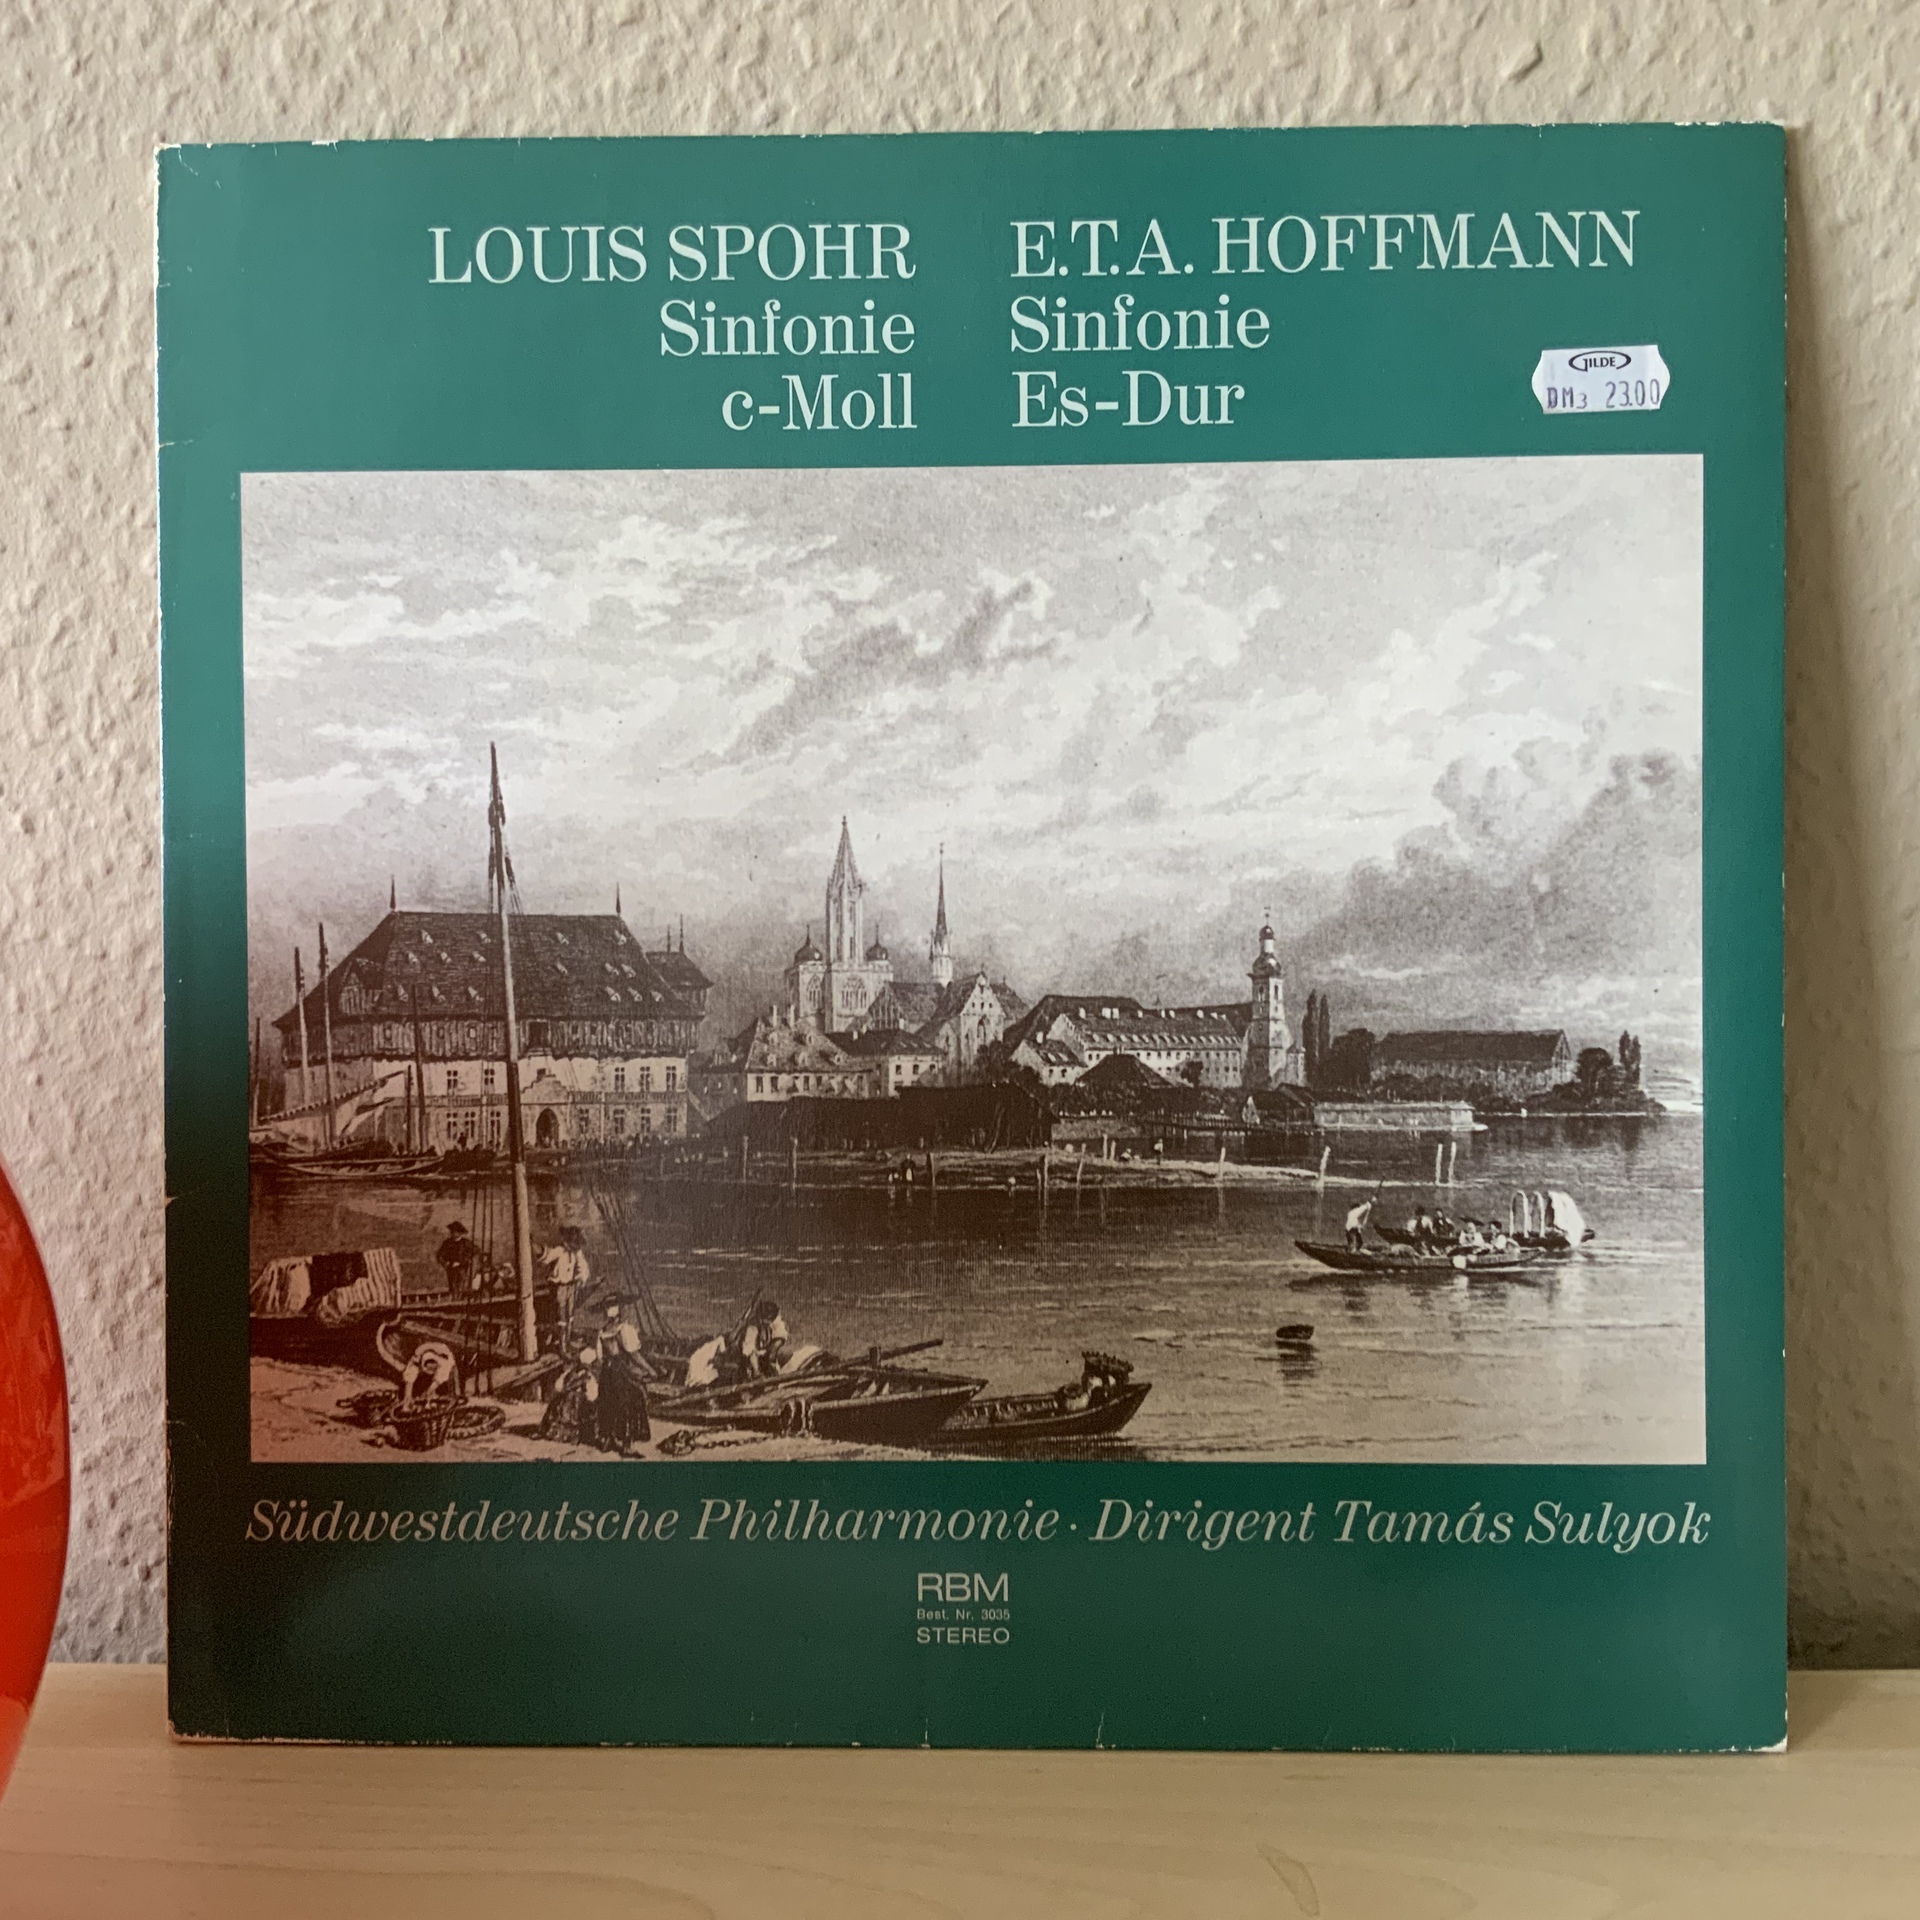 LOUIS SPOHR
Sinfonie
c-Moll
E.T.A. HOFFMANN
Sinfonie
Es-Dur
GILDE
DM3 23.00
Südwestdeutsche Philharmonie · Dirigent Tamás Sulyok
RBM
Best. Nr. 3035
STEREO